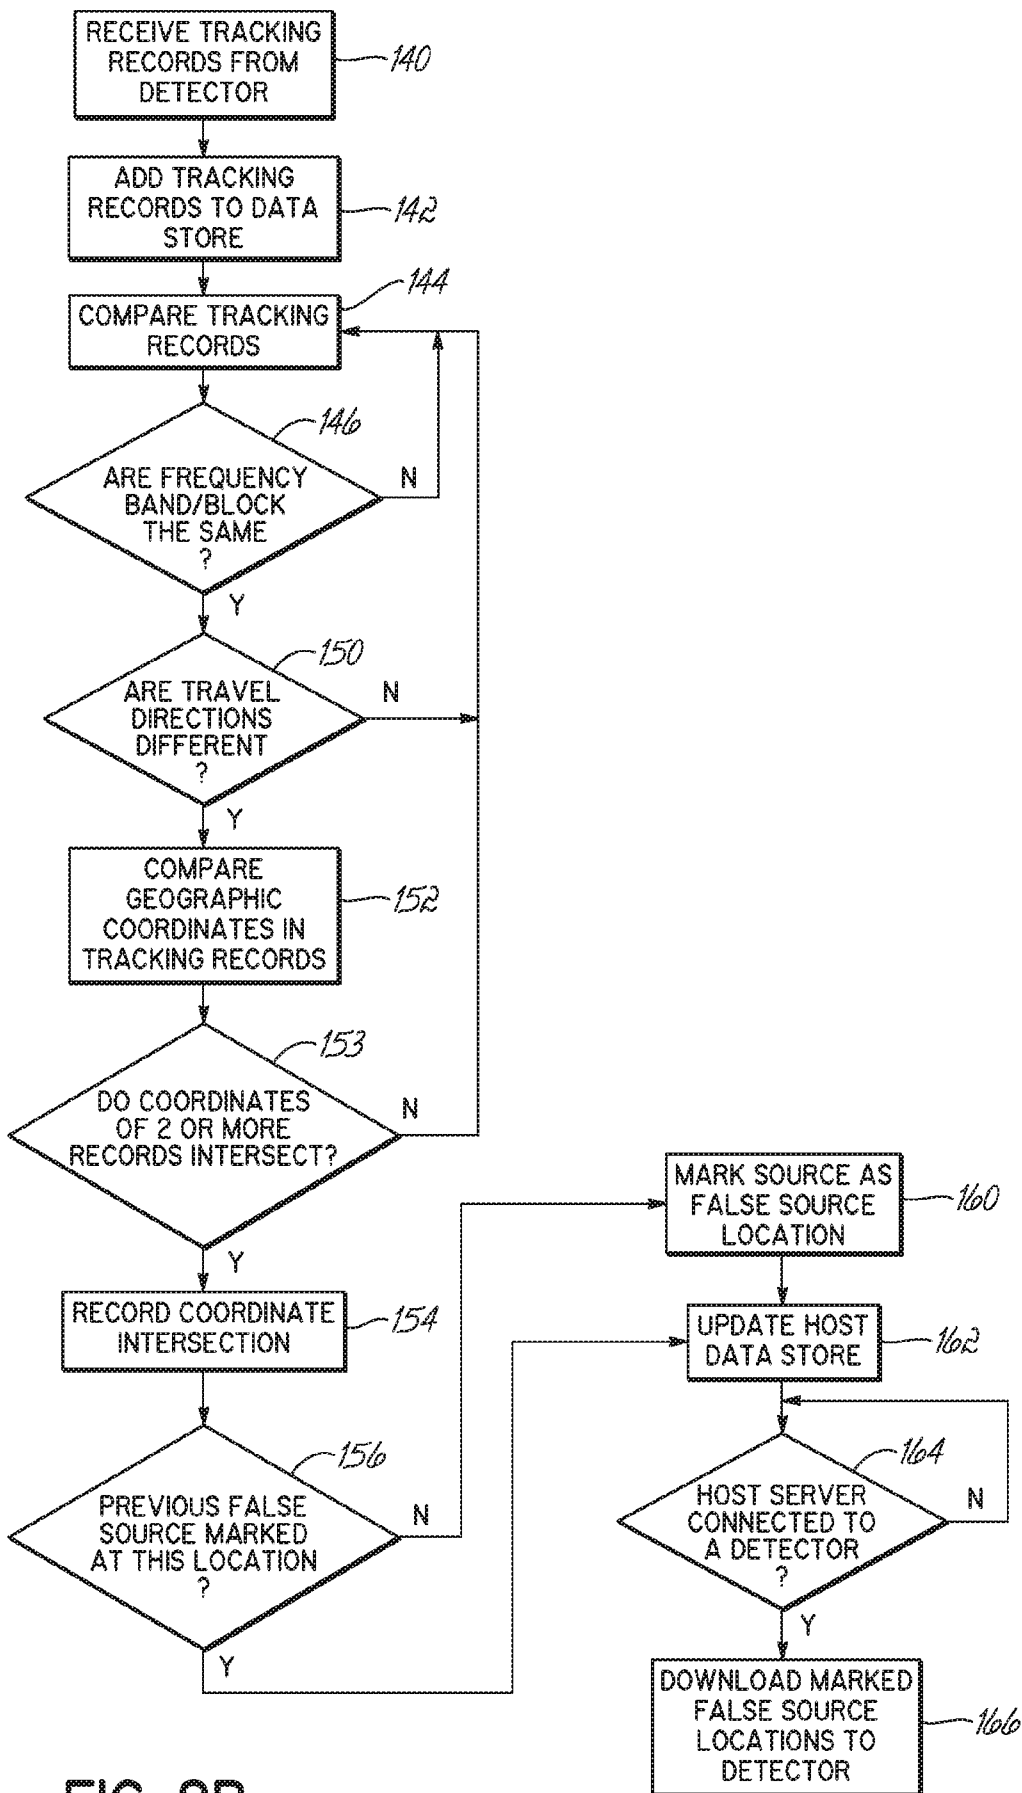 RECEIVE TRACKING
RECORDS FROM
DETECTOR
140
ADD TRACKING
RECORDS TO DATA
STORE
142
144
COMPARE TRACKING
RECORDS
146
ARE FREQUENCY
BAND/BLOCK
THE SAME
?
N
Y
150
ARE TRAVEL
DIRECTIONS
DIFFERENT
?
N
Y
COMPARE
GEOGRAPHIC
COORDINATES IN
TRACKING RECORDS
152
153
DO COORDINATES
OF 2 OR MORE
RECORDS INTERSECT?
N
Y
RECORD COORDINATE
INTERSECTION
154
156
PREVIOUS FALSE
SOURCE MARKED
AT THIS LOCATION
?
N
Y
MARK SOURCE AS
FALSE SOURCE
LOCATION
160
UPDATE HOST
DATA STORE
162
164
HOST SERVER
CONNECTED TO
A DETECTOR
?
N
Y
DOWNLOAD MARKED
FALSE SOURCE
LOCATIONS TO
DETECTOR
166
FIG.